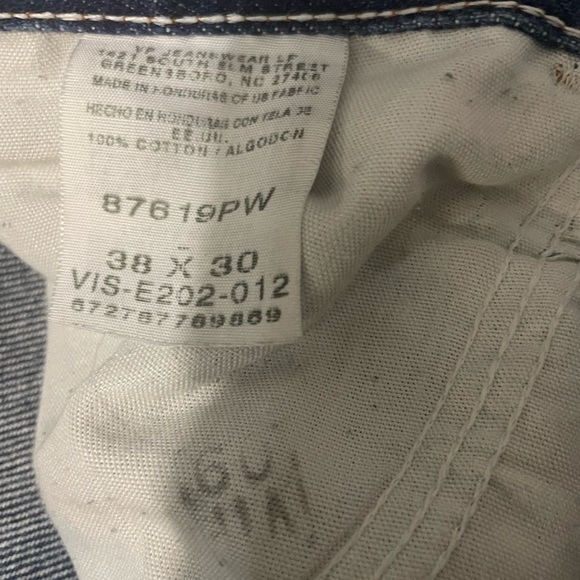 VF JEANSWEAR LP
1421 SOUTH ELM STREET
GREENSBORO, NC 27406
MADE IN HONDURAS OF US FABRIC
HECHO EN HONDURAS CON TELA DE
EE UU.
100% COTTON / ALGODON
87619PW
38 X 30
VIS-E202-012
672787769869